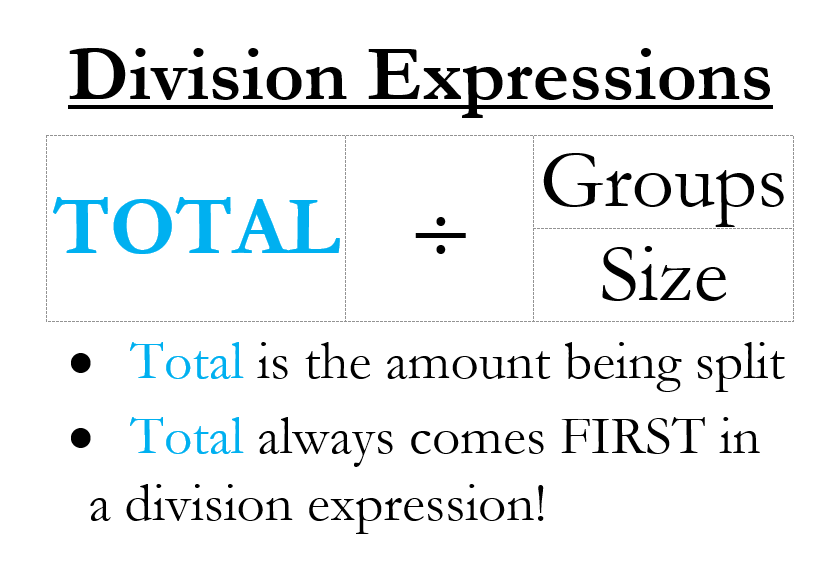 Division Expressions
TOTAL ÷ Groups
Size
• Total is the amount being split
• Total always comes FIRST in
a division expression!